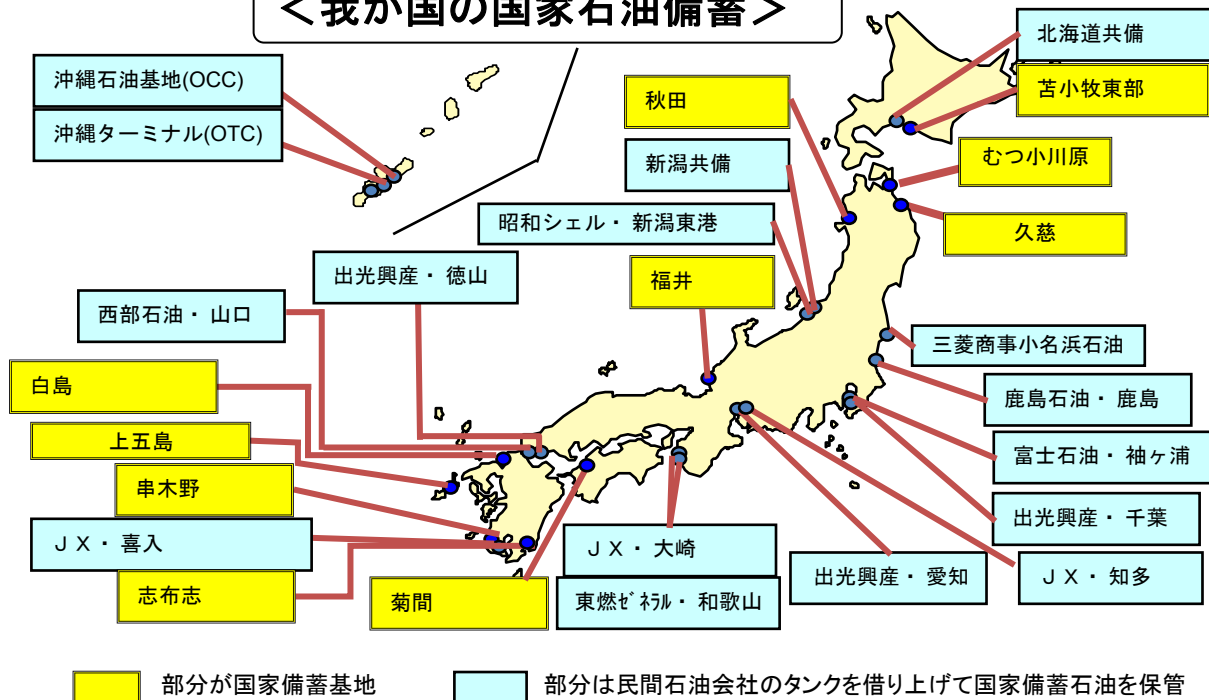 ＜我が国の国家石油備蓄＞
北海道共備
沖縄石油基地(OCC)
苫小牧東部
秋田
沖縄ターミナル(OTC)
むつ小川原
新潟共備
昭和シェル・ 新潟東港
久慈
出光興産・ 徳山
福井
西部石油・ 山口
三菱商事小名浜石油
白島
鹿島石油・ 鹿島
上五島
富士石油・ 袖ヶ浦
串木野
出光興産・ 千葉
ＪＸ・ 喜入
ＪＸ・ 大崎
出光興産・ 愛知
ＪＸ・ 知多
志布志
菊間
東燃ｾﾞﾈﾗﾙ・ 和歌山
部分が国家備蓄基地
部分は民間石油会社のタンクを借り上げて国家備蓄石油を保管